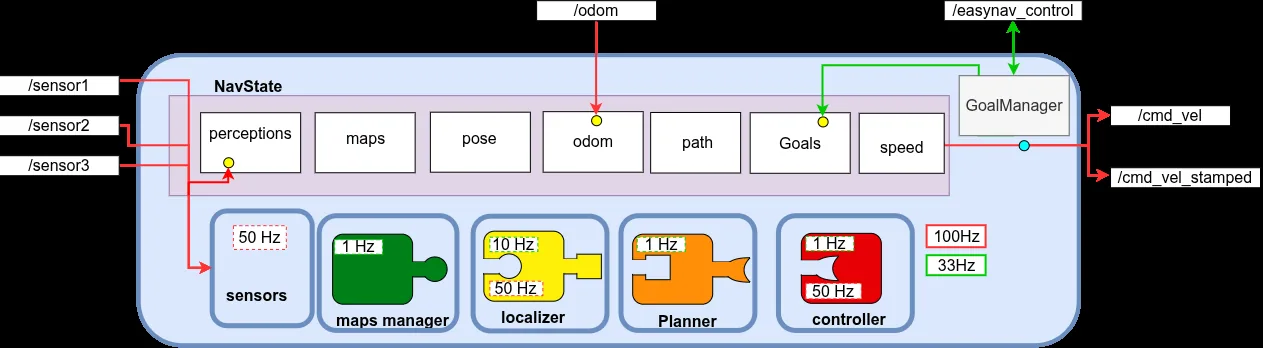 /odom
/easynav_control
/sensor1
/sensor2
/sensor3
NavState
GoalManager
perceptions
maps
pose
odom
path
Goals
speed
/cmd_vel
/cmd_vel_stamped
50 Hz
sensors
1 Hz
maps manager
10 Hz
50 Hz
localizer
1 Hz
Planner
1 Hz
50 Hz
controller
100Hz
33Hz